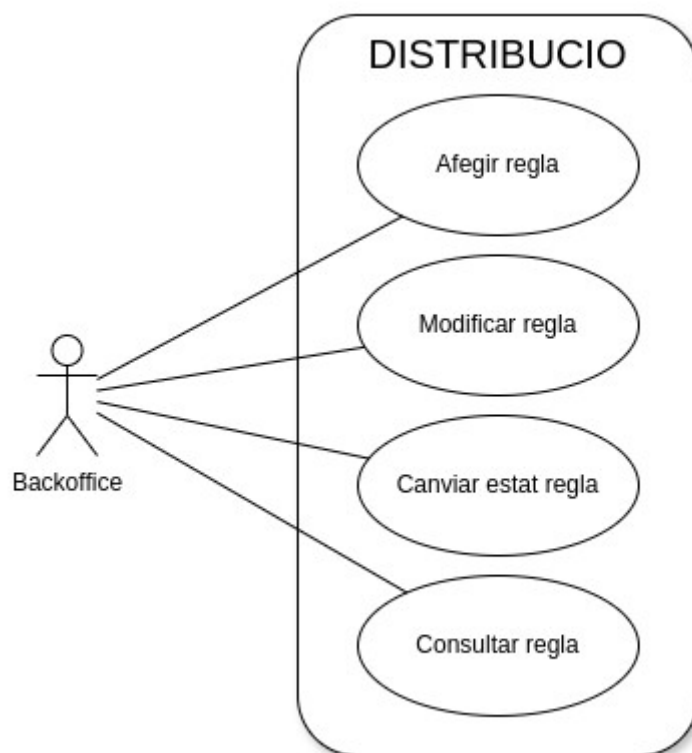 DISTRIBUCIO
Afegir regla
Modificar regla
Canviar estat regla
Consultar regla
Backoffice